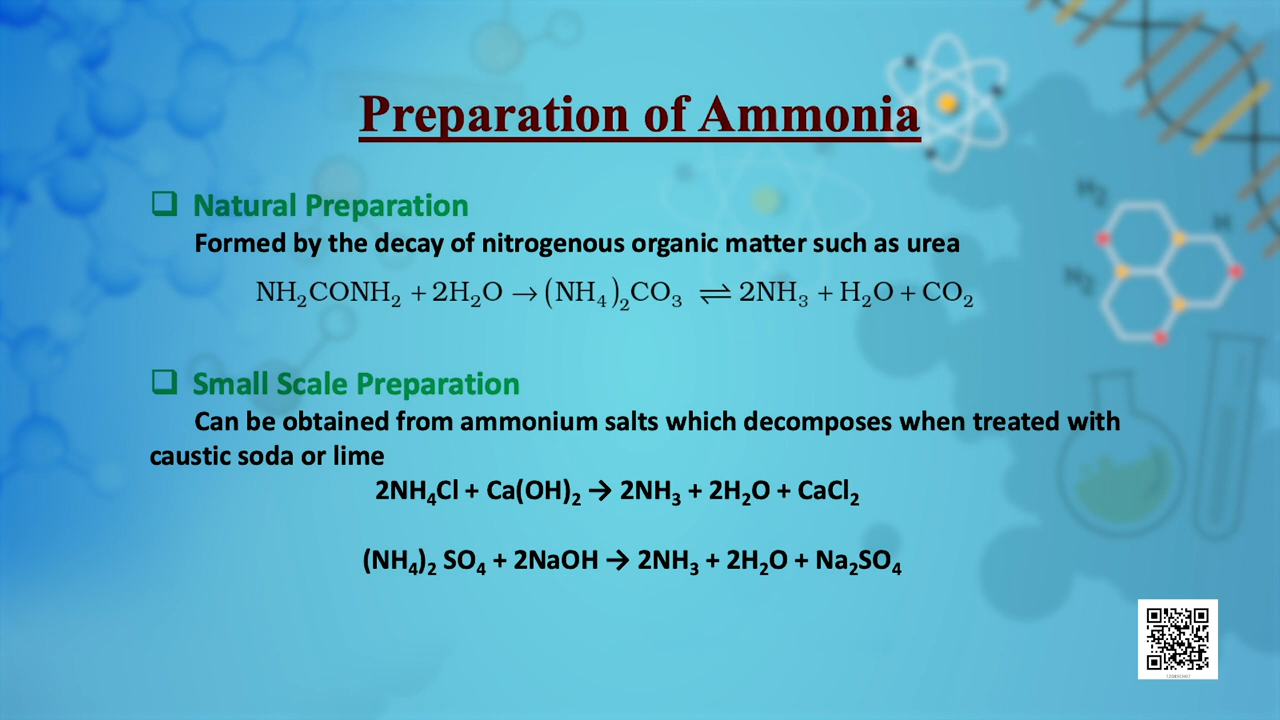 Preparation of Ammonia
❑ Natural Preparation
Formed by the decay of nitrogenous organic matter such as urea
NH₂CONH₂ + 2H₂O → (NH₄)₂CO₃ ⇌ 2NH₃ + H₂O + CO₂
❑ Small Scale Preparation
Can be obtained from ammonium salts which decomposes when treated with
caustic soda or lime
2NH₄Cl + Ca(OH)₂ → 2NH₃ + 2H₂O + CaCl₂
(NH₄)₂ SO₄ + 2NaOH → 2NH₃ + 2H₂O + Na₂SO₄
H